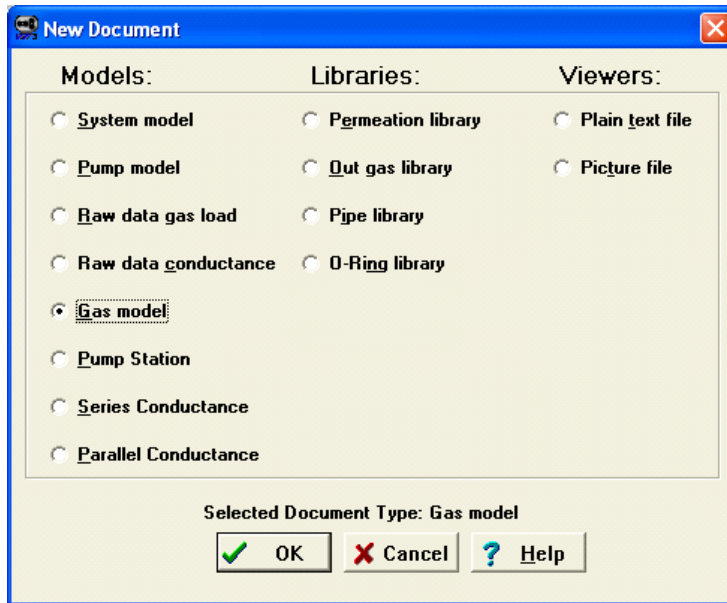 New Document
Models: Libraries: Viewers:
System model Permeation library Plain text file
Pump model Out gas library Picture file
Raw data gas load Pipe library
Raw data conductance O-Ring library
Gas model
Pump Station
Series Conductance
Parallel Conductance
Selected Document Type: Gas model
OK Cancel ? Help